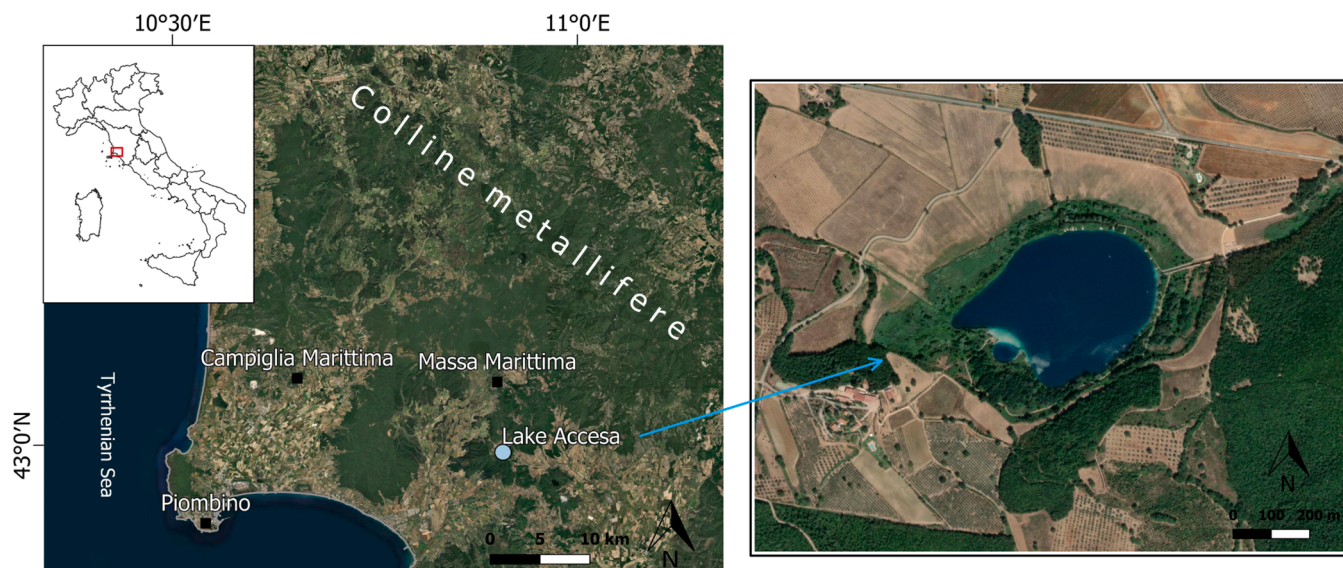 10°30′E
11°0′E
Colline metallifere
Campiglia Marittima
Massa Marittima
Tyrrhenian Sea
Lake Accesa
43°0′N
Piombino
0 5 10 km
N
N
0 100 200 m